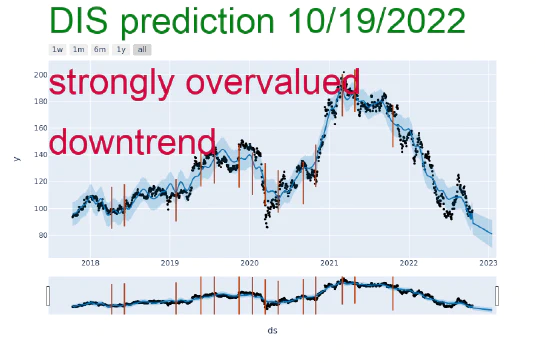 DIS prediction 10/19/2022
1w 1m 6m 1y all
strongly overvalued
downtrend
200
180
160
140
120
100
80
y
2018 2019 2020 2021 2022 2023
ds